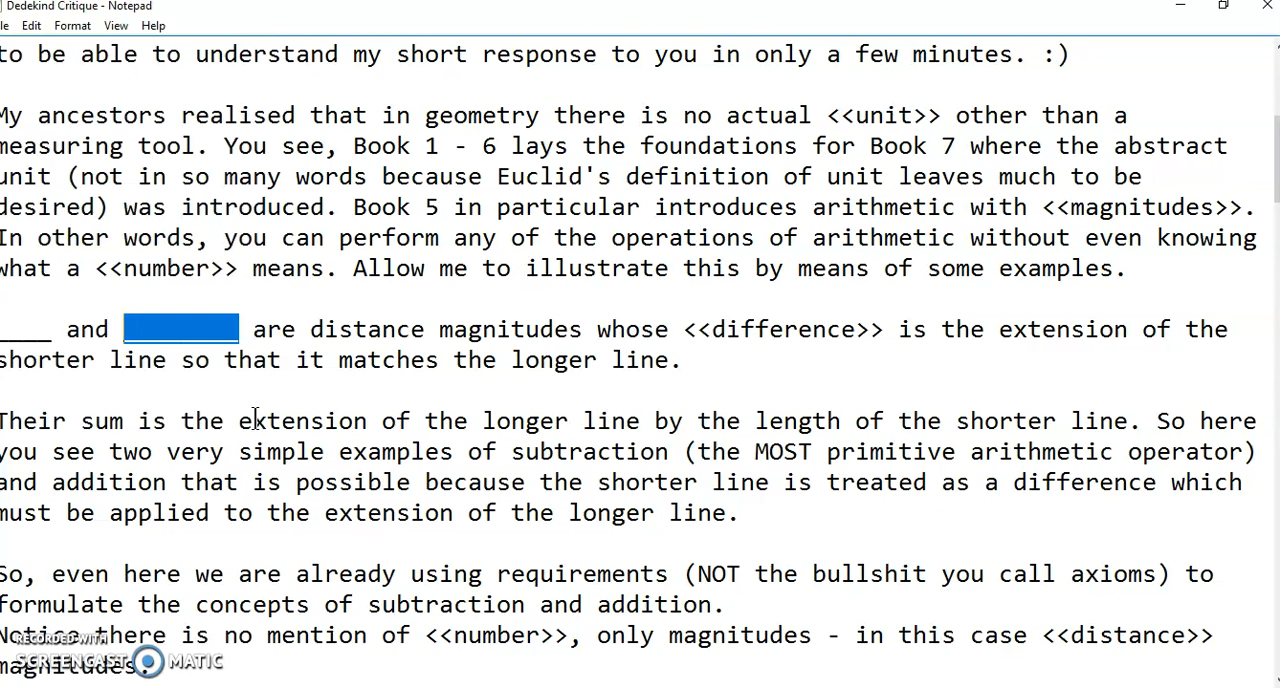 Dedekind Critique - Notepad
le Edit Format View Help
to be able to understand my short response to you in only a few minutes. :)
My ancestors realised that in geometry there is no actual <<unit>> other than a
measuring tool. You see, Book 1 - 6 lays the foundations for Book 7 where the abstract
unit (not in so many words because Euclid's definition of unit leaves much to be
desired) was introduced. Book 5 in particular introduces arithmetic with <<magnitudes>>.
In other words, you can perform any of the operations of arithmetic without even knowing
what a <<number>> means. Allow me to illustrate this by means of some examples.
____ and ________ are distance magnitudes whose <<difference>> is the extension of the
shorter line so that it matches the longer line.
Their sum is the extension of the longer line by the length of the shorter line. So here
you see two very simple examples of subtraction (the MOST primitive arithmetic operator)
and addition that is possible because the shorter line is treated as a difference which
must be applied to the extension of the longer line.
So, even here we are already using requirements (NOT the bullshit you call axioms) to
formulate the concepts of subtraction and addition.
Notice there is no mention of <<number>>, only magnitudes - in this case <<distance>>
magnitudes.
RECORDED WITH
SCREENCAST MATIC